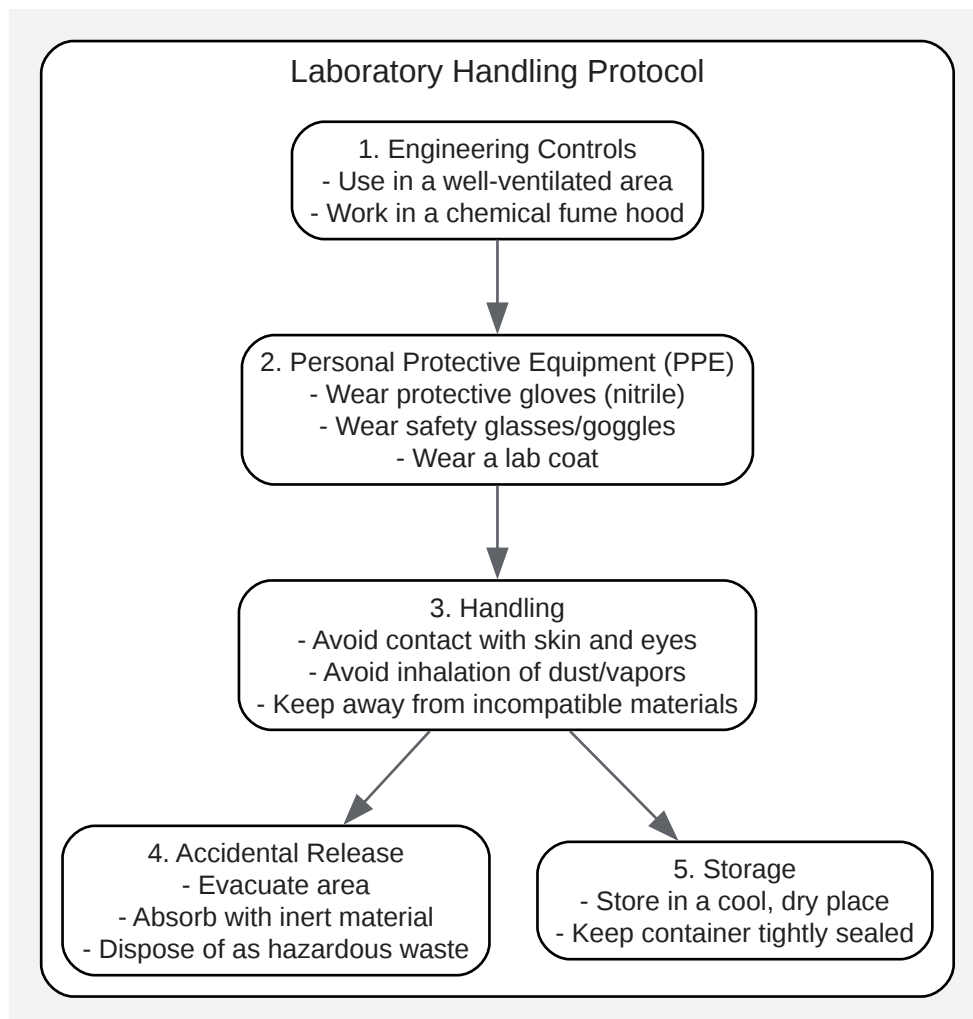 Laboratory Handling Protocol
1. Engineering Controls
- Use in a well-ventilated area
- Work in a chemical fume hood
2. Personal Protective Equipment (PPE)
- Wear protective gloves (nitrile)
- Wear safety glasses/goggles
- Wear a lab coat
3. Handling
- Avoid contact with skin and eyes
- Avoid inhalation of dust/vapors
- Keep away from incompatible materials
4. Accidental Release
- Evacuate area
- Absorb with inert material
- Dispose of as hazardous waste
5. Storage
- Store in a cool, dry place
- Keep container tightly sealed